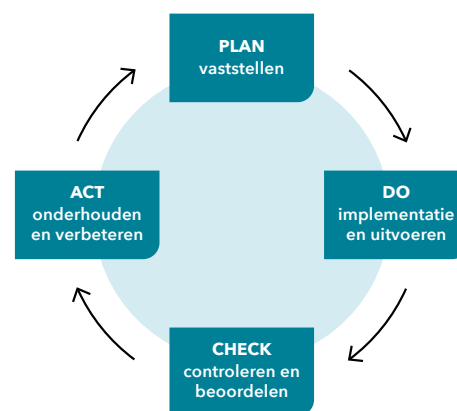 PLAN
vaststellen
DO
implementatie
en uitvoeren
CHECK
controleren en
beoordelen
ACT
onderhouden
en verbeteren